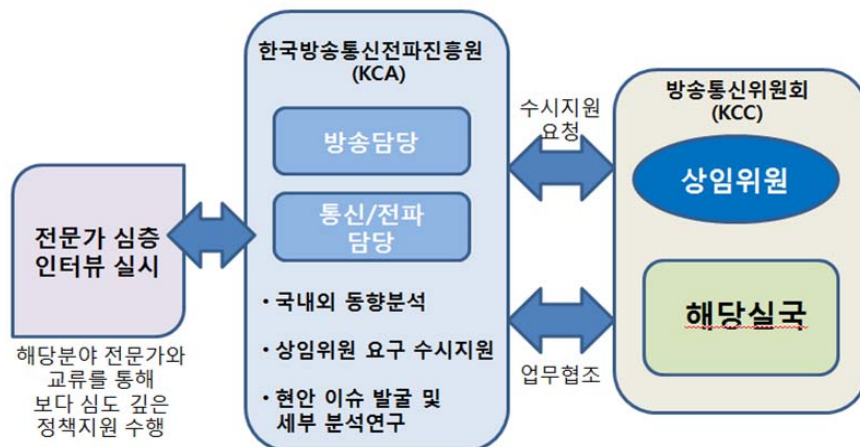 전문가 심층
인터뷰 실시
해당분야 전문가와
교류를 통해
보다 심도 깊은
정책지원 수행
한국방송통신전파진흥원
(KCA)
방송담당
통신/전파
담당
• 국내외 동향분석
• 상임위원 요구 수시지원
• 현안 이슈 발굴 및
세부 분석연구
수시지원
요청
업무협조
방송통신위원회
(KCC)
상임위원
해당실국